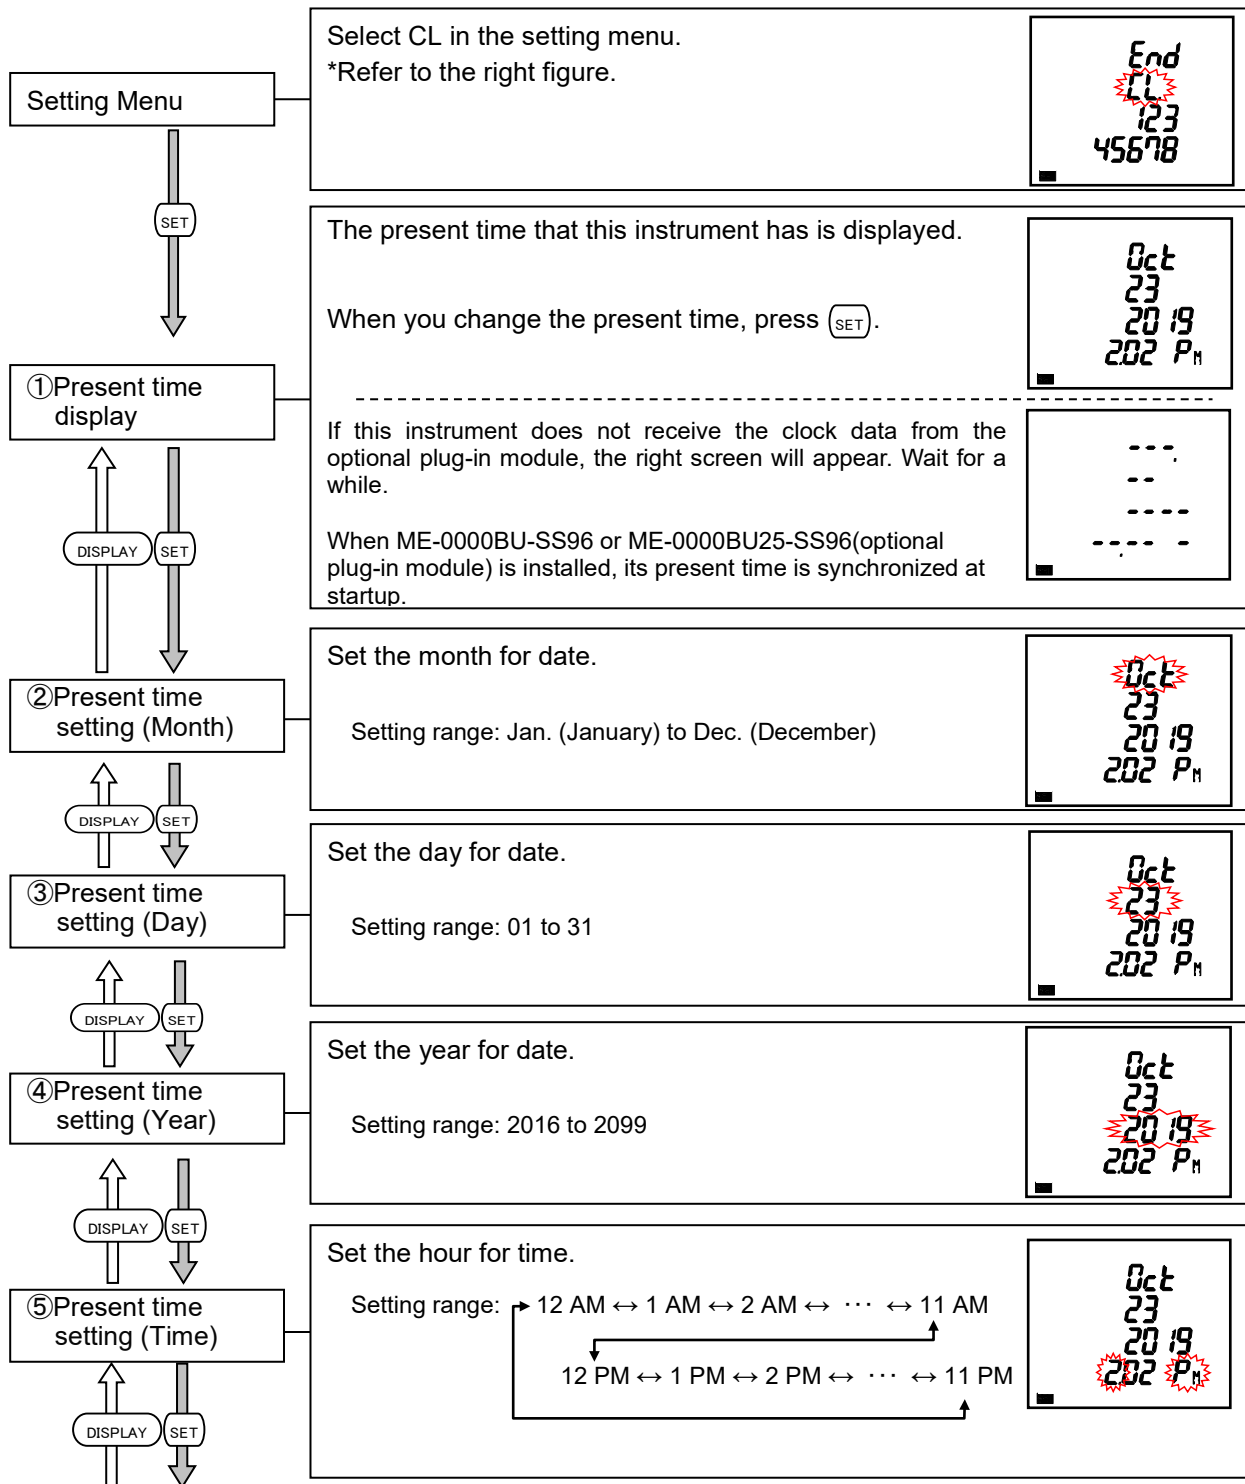 Setting Menu
Select CL in the setting menu.
*Refer to the right figure.
End
CL
123
45678
SET
①Present time
display
The present time that this instrument has is displayed.
When you change the present time, press SET.
Oct
23
2019
2.02 PM
If this instrument does not receive the clock data from the
optional plug-in module, the right screen will appear. Wait for a
while.
When ME-0000BU-SS96 or ME-0000BU25-SS96(optional
plug-in module) is installed, its present time is synchronized at
startup.
---.
--
----
--.-- -
DISPLAY SET
②Present time
setting (Month)
Set the month for date.
Setting range: Jan. (January) to Dec. (December)
Oct
23
2019
2.02 PM
DISPLAY SET
③Present time
setting (Day)
Set the day for date.
Setting range: 01 to 31
Oct
23
2019
2.02 PM
DISPLAY SET
④Present time
setting (Year)
Set the year for date.
Setting range: 2016 to 2099
Oct
23
2019
2.02 PM
DISPLAY SET
⑤Present time
setting (Time)
Set the hour for time.
Setting range: 12 AM ↔ 1 AM ↔ 2 AM ↔ ··· ↔ 11 AM
12 PM ↔ 1 PM ↔ 2 PM ↔ ··· ↔ 11 PM
Oct
23
2019
2.02 PM
DISPLAY SET